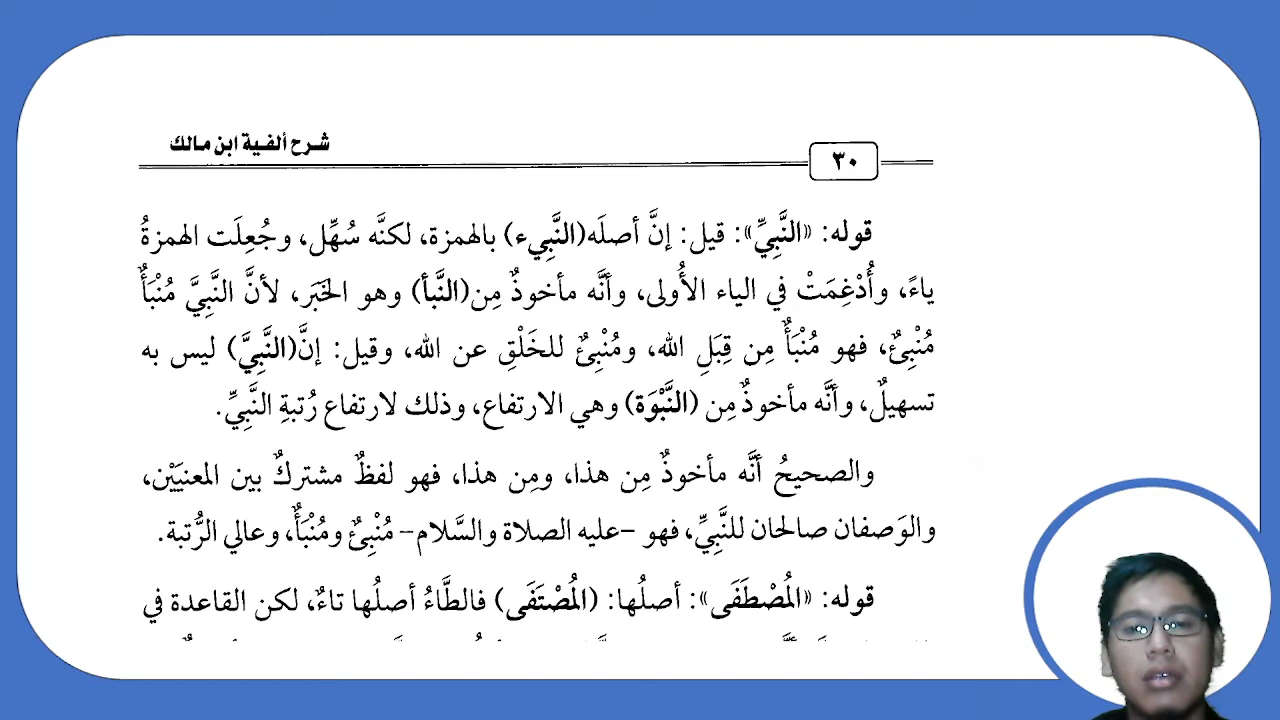 شرح ألفية ابن مالك
٣٠
قوله: «النَّبِيِّ»: قيل: إنَّ أصلَه(النَّبِيء) بالهمزة، لكنَّه سُهِّل، وجُعِلَت الهمزةُ
ياءً، وأُدْغِمَتْ في الياء الأُولى، وأنَّه مأخوذٌ مِن(النَّبأ) وهو الخَبَر، لأنَّ النَّبِيَّ مُنْبَأٌ
مُنْبِئٌ، فهو مُنْبَأٌ مِن قِبَلِ الله، ومُنْبِئٌ للخَلْقِ عن الله، وقيل: إنَّ(النَّبِيَّ) ليس به
تسهيلٌ، وأنَّه مأخوذٌ مِن (النَّبْوَة) وهي الارتفاع، وذلك لارتفاع رُتبةِ النَّبِيِّ.
والصحيحُ أنَّه مأخوذٌ مِن هذا، ومِن هذا، فهو لفظٌ مشتركٌ بين المعنيَيْن،
والوَصفان صالحان للنَّبِيِّ، فهو -عليه الصلاة والسَّلام- مُنْبِئٌ ومُنْبَأٌ، وعالي الرُّتبة.
قوله: «المُصْطَفَى»: أصلُها: (المُصْتَفَى) فالطَّاءُ أصلُها تاءٌ، لكن القاعدة في